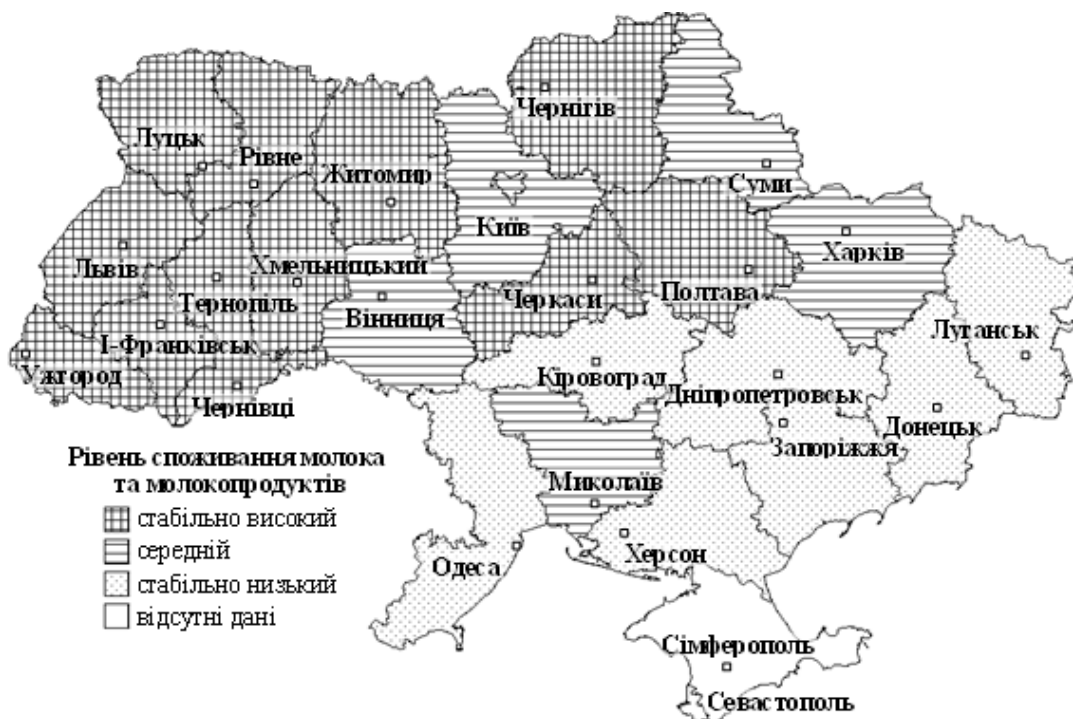 Чернігів
Луцьк
Рівне
Житомир
Суми
Київ
Харків
Львів
Хмельницький
Тернопіль
Черкаси
Полтава
Вінниця
Луганськ
І-Франківськ
Ужгород
Кіровоград
Дніпропетровськ
Чернівці
Донецьк
Запоріжжя
Рівень споживання молока
та молокопродуктів
стабільно високий
середній
стабільно низький
відсутні дані
Миколаїв
Одеса
Херсон
Сімферополь
Севастополь